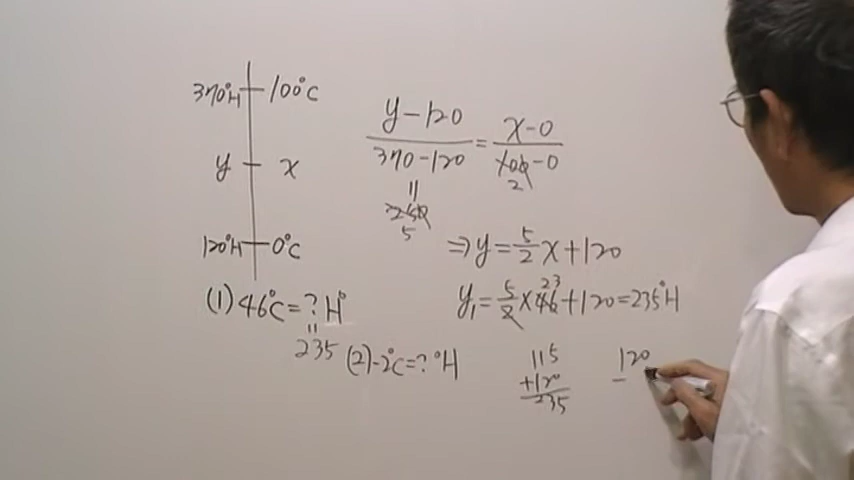 370°H 100°C
y x
120°H 0°C
y-120 / 370-120 = x-0 / 100-0
"
250
5
2
⇒ y = 5/2 x + 120
(1) 46°C = ? H°
"
235
y₁ = 5/2 × 46 + 120 = 235°H
23
(2) -2°C = ? °H
115
+120
235
120
-